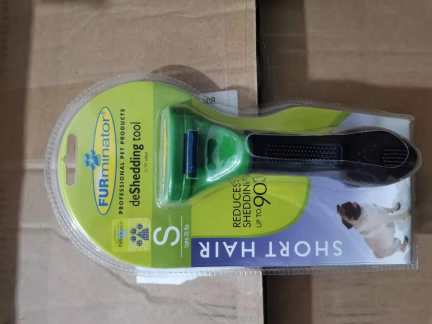 FURminator®
PROFESSIONAL PET PRODUCTS
deShedding tool
S
REDUCES
SHEDDING
UP TO 90%
SHORT HAIR